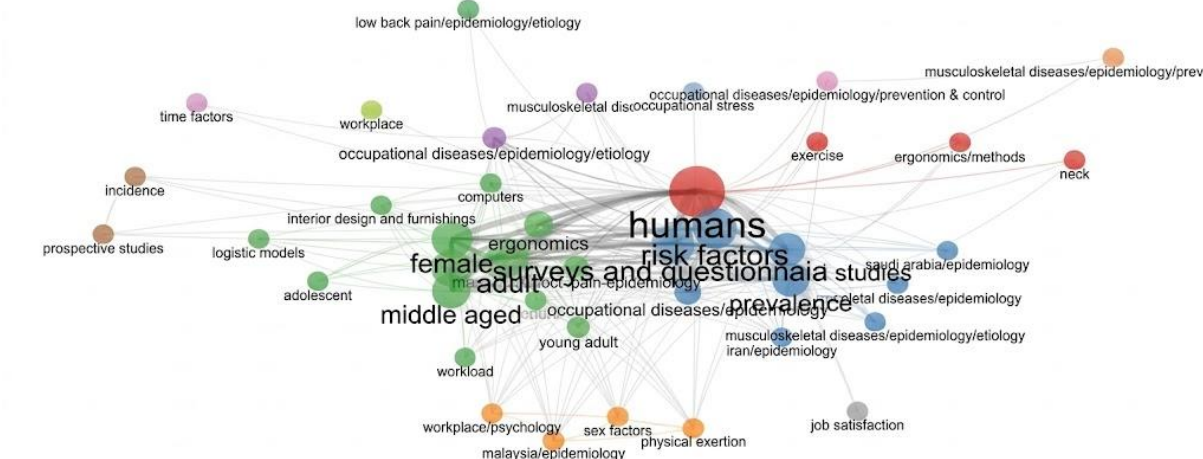 low back pain/epidemiology/etiology
musculoskeletal diseases/epidemiology/prev
occupational diseases/epidemiology/prevention & control
musculoskeletal
occupational stress
time factors
workplace
occupational diseases/epidemiology/etiology
exercise
ergonomics/methods
neck
incidence
computers
interior design and furnishings
humans
prospective studies
logistic models
ergonomics
risk factors
female
saudi arabia/epidemiology
surveys and
studies
adult
adolescent
prevalence
diseases/epidemiology
middle aged
occupational diseases/epidemiology
young adult
musculoskeletal diseases/epidemiology/etiology
iran/epidemiology
workload
workplace/psychology
sex factors
job satisfaction
physical exertion
malaysia/epidemiology